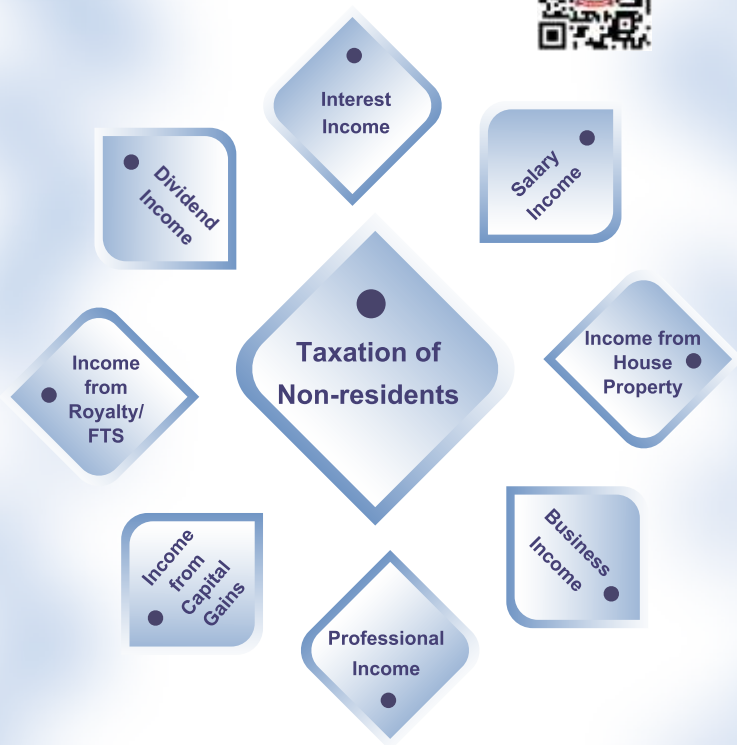 Interest
Income
Salary
Income
Dividend
Income
Taxation of
Non-residents
Income from
House
Property
Income
from
Royalty/
FTS
Business
Income
Income
from
Capital
Gains
Professional
Income